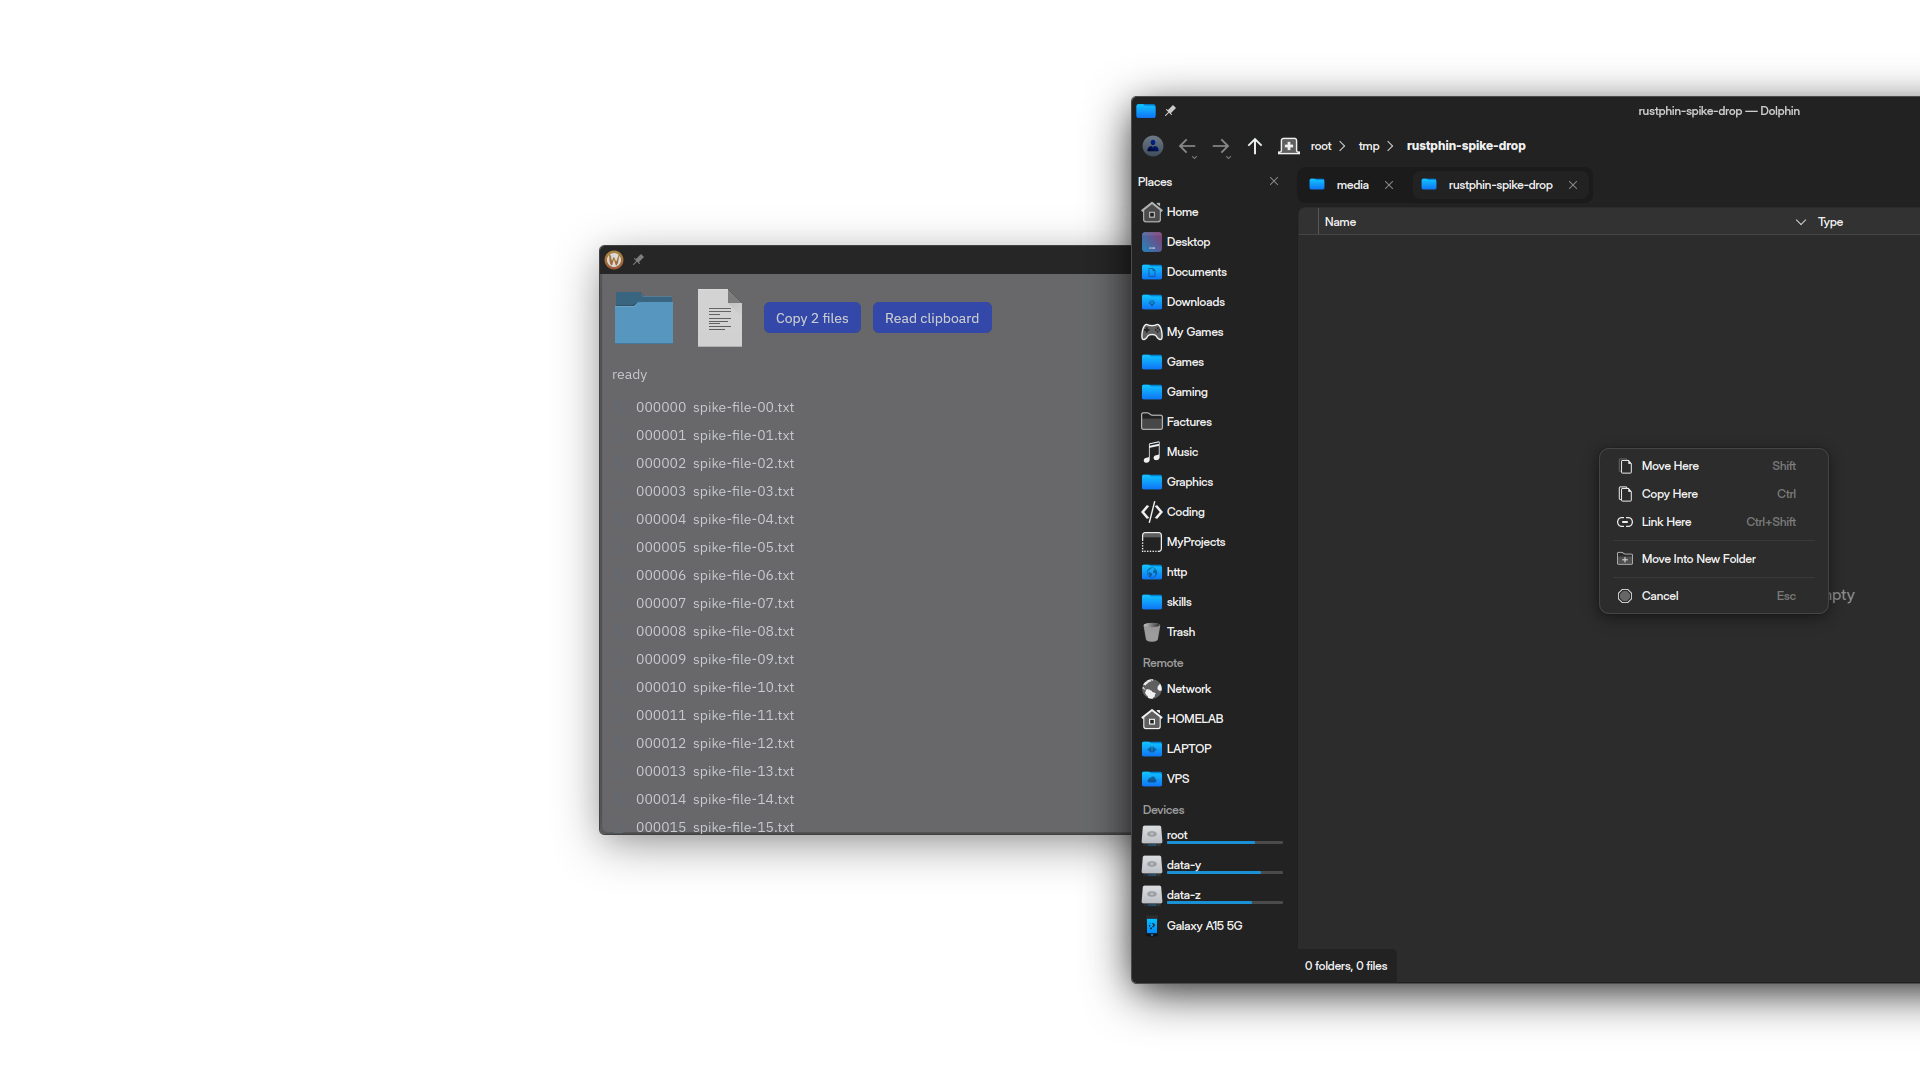 rustphin-spike-drop — Dolphin
root
tmp
rustphin-spike-drop
Places
media
rustphin-spike-drop
Name
Type
Home
Desktop
Documents
Downloads
My Games
Games
Gaming
Factures
Music
Graphics
Coding
MyProjects
http
skills
Trash
Remote
Network
HOMELAB
LAPTOP
VPS
Devices
root
data-y
data-z
Galaxy A15 5G
0 folders, 0 files
Move Here Shift
Copy Here Ctrl
Link Here Ctrl+Shift
Move Into New Folder
Cancel Esc
W
Copy 2 files
Read clipboard
ready
000000 spike-file-00.txt
000001 spike-file-01.txt
000002 spike-file-02.txt
000003 spike-file-03.txt
000004 spike-file-04.txt
000005 spike-file-05.txt
000006 spike-file-06.txt
000007 spike-file-07.txt
000008 spike-file-08.txt
000009 spike-file-09.txt
000010 spike-file-10.txt
000011 spike-file-11.txt
000012 spike-file-12.txt
000013 spike-file-13.txt
000014 spike-file-14.txt
000015 spike-file-15.txt